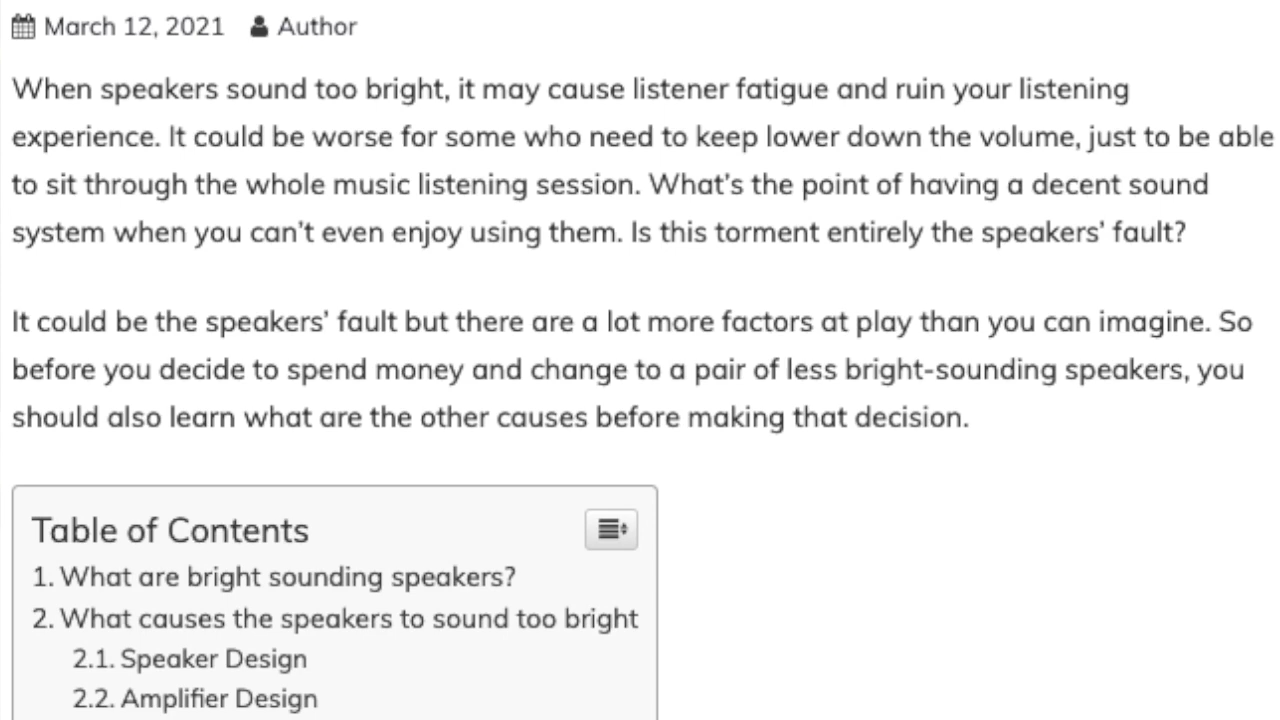 March 12, 2021 Author
When speakers sound too bright, it may cause listener fatigue and ruin your listening
experience. It could be worse for some who need to keep lower down the volume, just to be able
to sit through the whole music listening session. What’s the point of having a decent sound
system when you can’t even enjoy using them. Is this torment entirely the speakers’ fault?
It could be the speakers’ fault but there are a lot more factors at play than you can imagine. So
before you decide to spend money and change to a pair of less bright-sounding speakers, you
should also learn what are the other causes before making that decision.
Table of Contents
1. What are bright sounding speakers?
2. What causes the speakers to sound too bright
2.1. Speaker Design
2.2. Amplifier Design